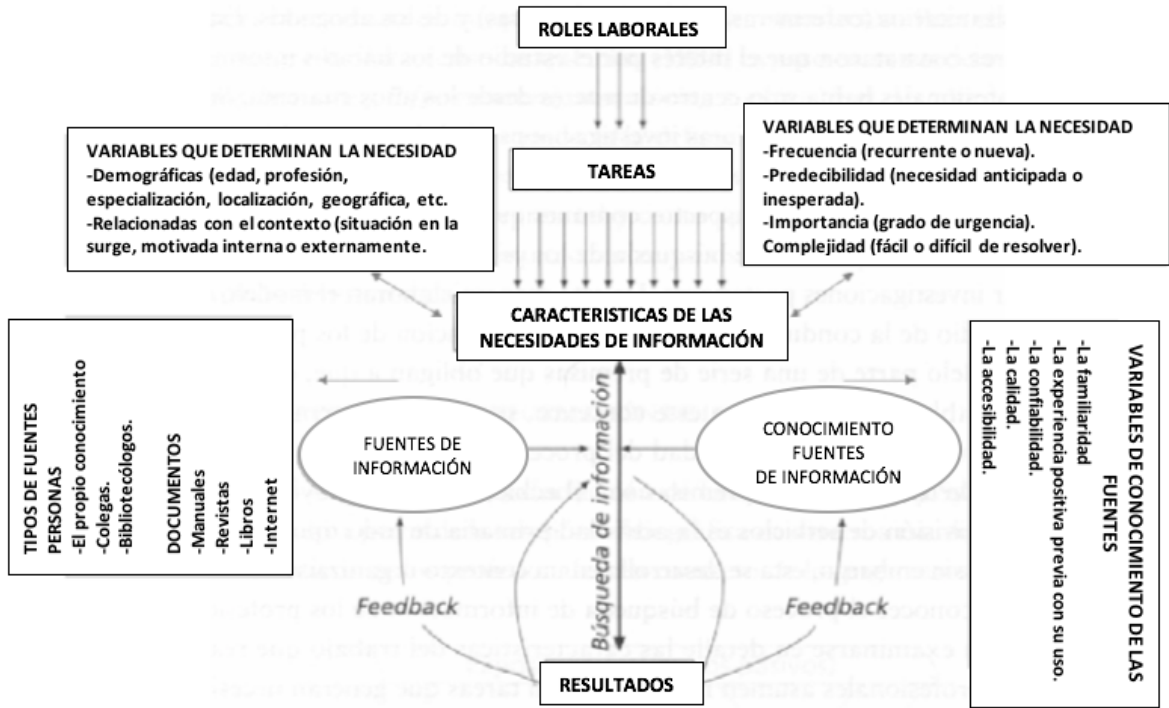 ROLES LABORALES
TAREAS
VARIABLES QUE DETERMINAN LA NECESIDAD
-Demográficas (edad, profesión,
especialización, localización, geográfica, etc.
-Relacionadas con el contexto (situación en la
surge, motivada interna o externamente.
VARIABLES QUE DETERMINAN LA NECESIDAD
-Frecuencia (recurrente o nueva).
-Predecibilidad (necesidad anticipada o
inesperada).
-Importancia (grado de urgencia).
Complejidad (fácil o difícil de resolver).
CARACTERISTICAS DE LAS
NECESIDADES DE INFORMACIÓN
TIPOS DE FUENTES
PERSONAS
-El propio conocimiento
-Colegas.
-Bibliotecólogos.
DOCUMENTOS
-Manuales
-Revistas
-Libros
-Internet
FUENTES DE
INFORMACIÓN
Búsqueda de información
CONOCIMIENTO
FUENTES
DE INFORMACIÓN
VARIABLES DE CONOCIMIENTO DE LAS
FUENTES
-La familiaridad
-La experiencia positiva previa con su uso.
-La confiabilidad.
-La calidad.
-La accesibilidad.
Feedback
Feedback
RESULTADOS